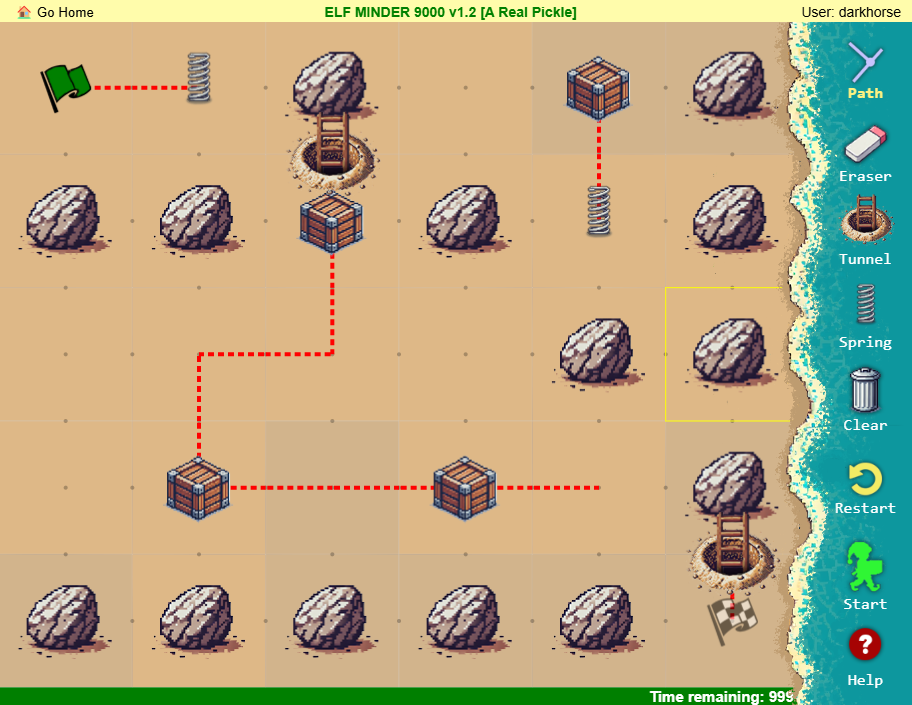 Go Home
ELF MINDER 9000 v1.2 [A Real Pickle]
User: darkhorse
Path
Eraser
Tunnel
Spring
Clear
Restart
Start
?
Help
Time remaining: 999